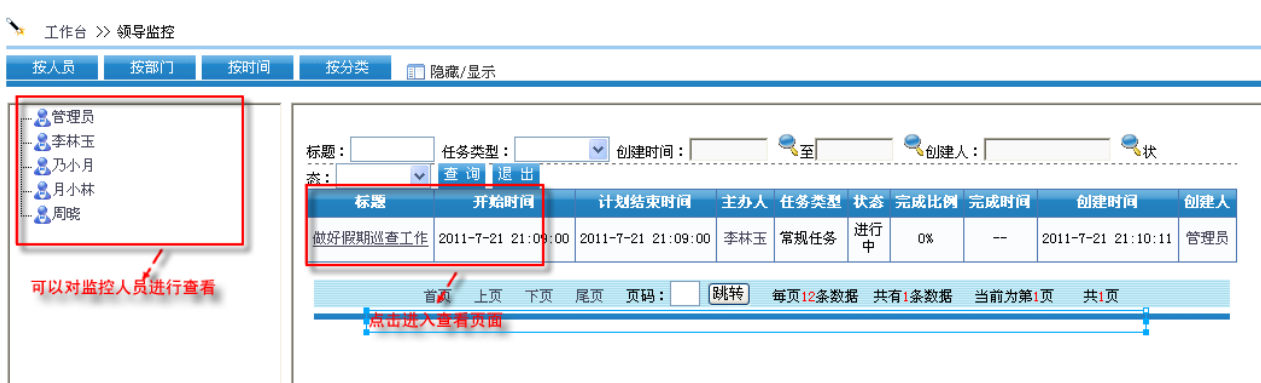 工作台 >> 领导监控
按人员 按部门 按时间 按分类 隐藏/显示
管理员
李林玉
乃小月
月小林
周晓
可以对监控人员进行查看
标题： 任务类型： 创建时间： 至 创建人： 状
态： 查 询 退 出
标题 开始时间 计划结束时间 主办人 任务类型 状态 完成比例 完成时间 创建时间 创建人
做好假期巡查工作 2011-7-21 21:09:00 2011-7-21 21:09:00 李林玉 常规任务 进行
中 0% -- 2011-7-21 21:10:11 管理员
首页 上页 下页 尾页 页码： 跳转 每页12条数据 共有1条数据 当前为第1页 共1页
点击进入查看页面